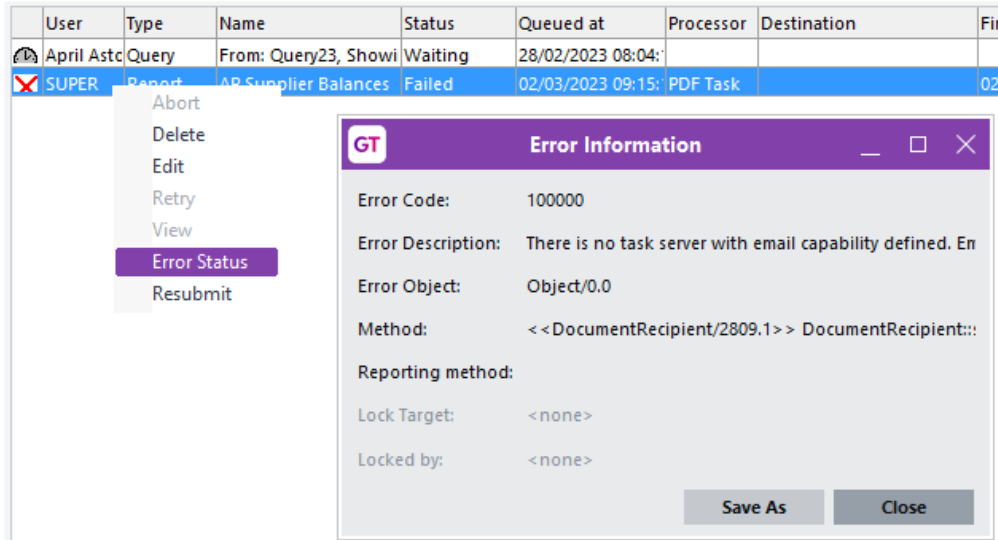 User Type Name Status Queued at Processor Destination Fi
April Astc Query From: Query23, Showi Waiting 28/02/2023 08:04:
SUPER Report AP Supplier Balances Failed 02/03/2023 09:15: PDF Task 02
Abort
Delete
Edit
Retry
View
Error Status
Resubmit
GT Error Information
Error Code: 100000
Error Description: There is no task server with email capability defined. Em
Error Object: Object/0.0
Method: <<DocumentRecipient/2809.1>> DocumentRecipient::
Reporting method:
Lock Target: <none>
Locked by: <none>
Save As Close